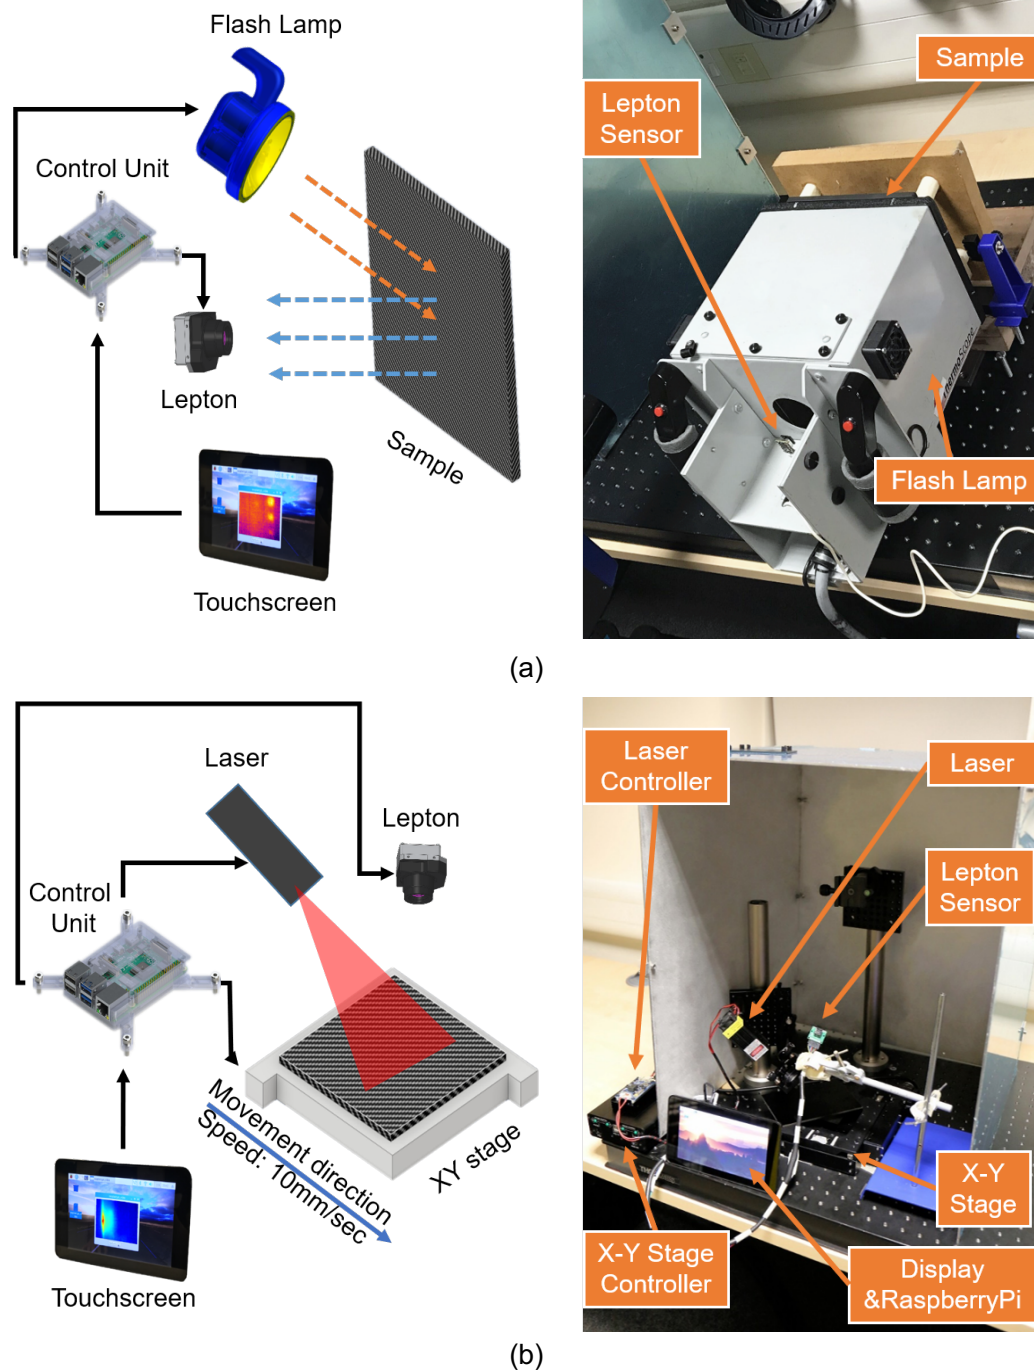 Flash Lamp
Control Unit
Lepton
Sample
Touchscreen
Sample
Lepton
Sensor
ThermoScope
Flash Lamp
(a)
Laser
Lepton
Control
Unit
Movement direction
Speed: 10mm/sec
XY stage
Touchscreen
Laser
Controller
Laser
Lepton
Sensor
X-Y
Stage
X-Y Stage
Controller
Display
&RaspberryPi
(b)